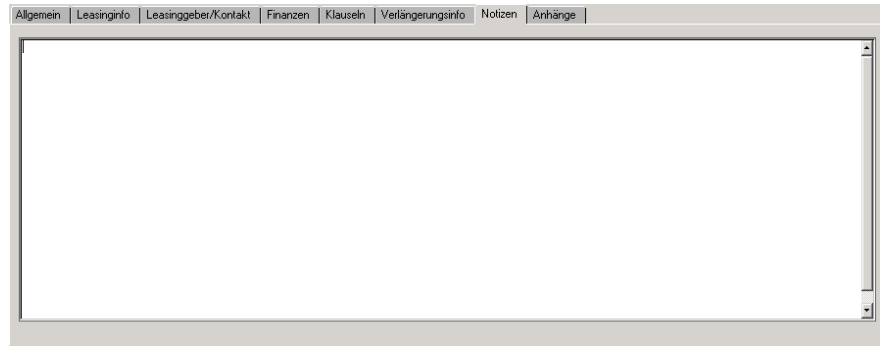 Allgemein Leasinginfo Leasinggeber/Kontakt Finanzen Klauseln Verlängerungsinfo Notizen Anhänge